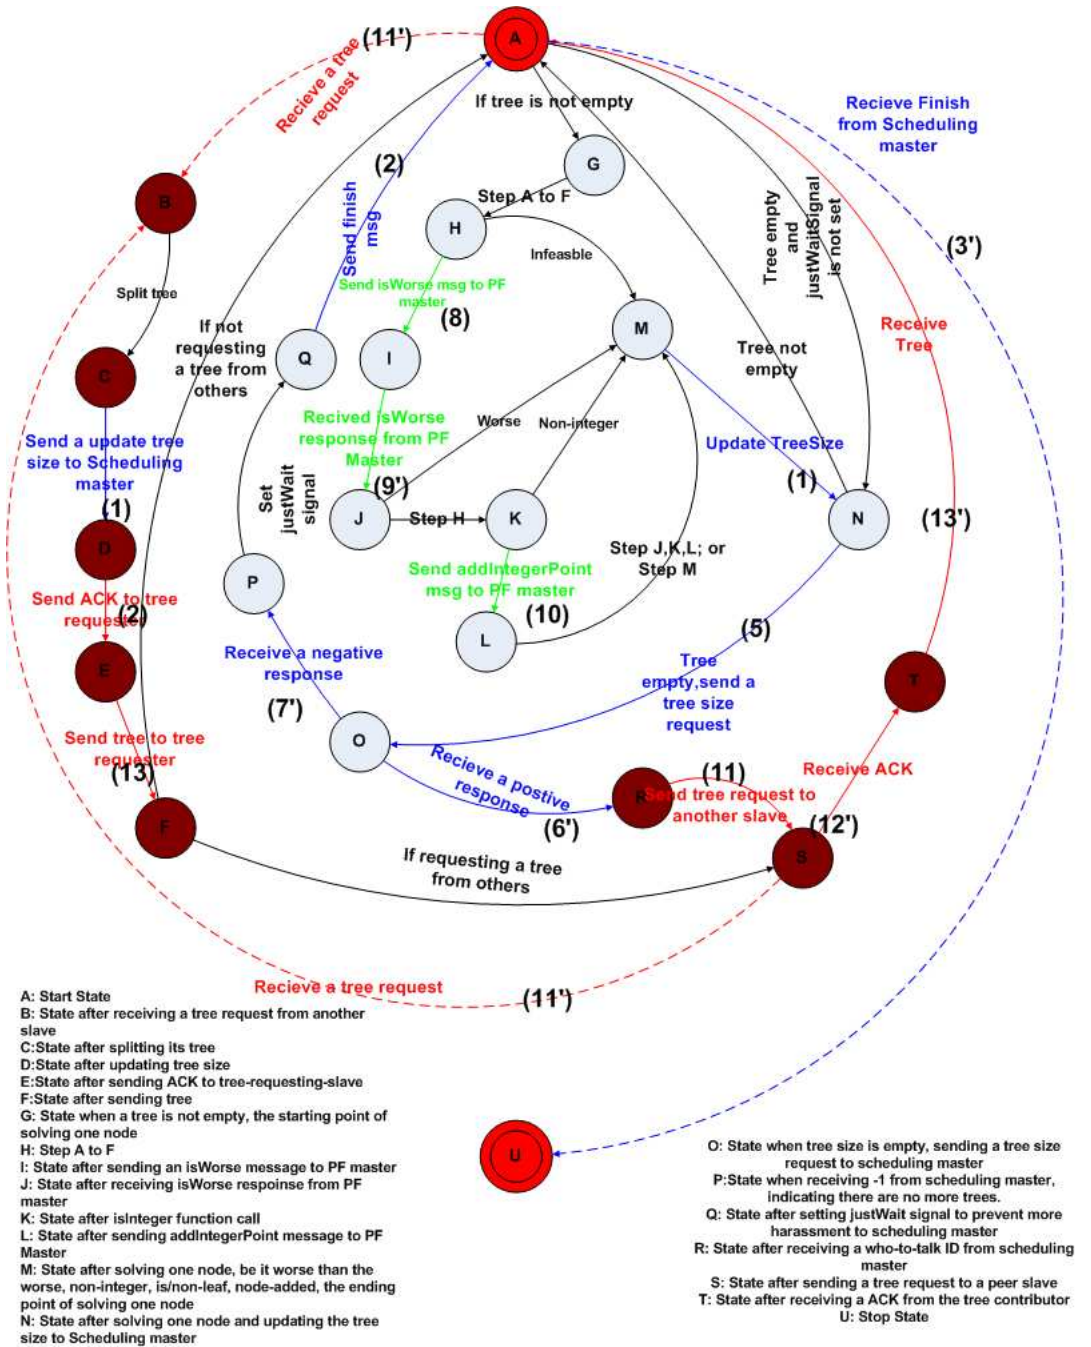 A
(11')
Recieve a tree
request
If tree is not empty
Recieve Finish
from Scheduling
master
G
(2)
Step A to F
B
Send finish
msg
H
Tree empty
and
justWaitSignal
is not set
(3')
Infeasble
Split tree
Send isWorse msg to PF
master
(8)
If not
requesting
a tree from
others
Receive
Tree
M
Q
I
Tree not
empty
C
Recived isWorse
response from PF
Master
Worse
Non-integer
Send a update tree
size to Scheduling
master
Update TreeSize
(9')
(1)
Set
justWait
signal
(1)
J
Step H
K
N
(13')
D
Step J,K,L; or
Step M
Send addIntegerPoint
msg to PF master
P
Send ACK to tree
requester
(2)
(10)
(5)
L
Receive a negative
response
Tree
empty,send a
tree size
request
E
T
(7')
Send tree to tree
requester
O
(13)
Recieve a postive
response
(11)
Receive ACK
R
Send tree request to
another slave
(6')
(12')
F
If requesting a tree
from others
S
Recieve a tree request
(11')
A: Start State
B: State after receiving a tree request from another
slave
C:State after splitting its tree
D:State after updating tree size
E:State after sending ACK to tree-requesting-slave
F:State after sending tree
G: State when a tree is not empty, the starting point of
solving one node
H: Step A to F
I: State after sending an isWorse message to PF master
J: State after receiving isWorse respoinse from PF
master
K: State after isInteger function call
L: State after sending addIntegerPoint message to PF
Master
M: State after solving one node, be it worse than the
worse, non-integer, is/non-leaf, node-added, the ending
point of solving one node
N: State after solving one node and updating the tree
size to Scheduling master
U
O: State when tree size is empty, sending a tree size
request to scheduling master
P:State when receiving -1 from scheduling master,
indicating there are no more trees.
Q: State after setting justWait signal to prevent more
harassment to scheduling master
R: State after receiving a who-to-talk ID from scheduling
master
S: State after sending a tree request to a peer slave
T: State after receiving a ACK from the tree contributor
U: Stop State